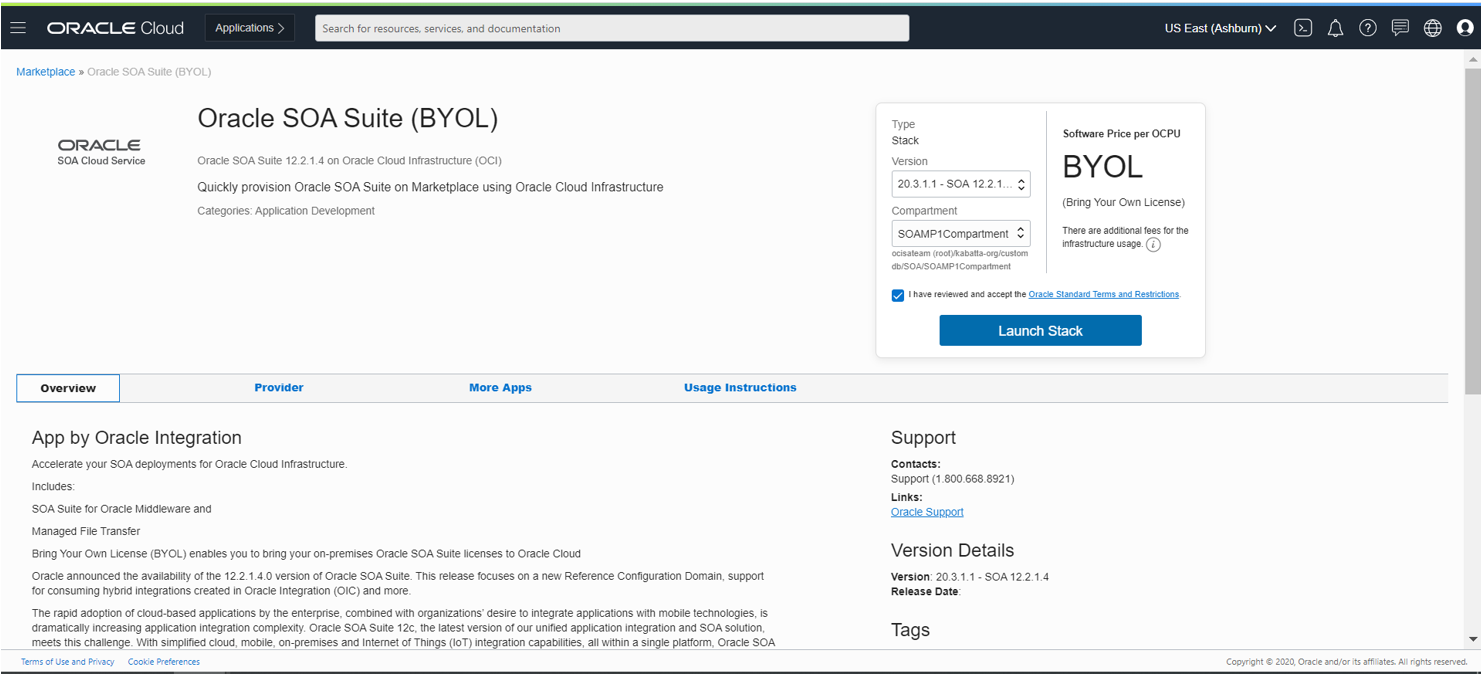 ORACLE Cloud
Applications
Search for resources, services, and documentation
US East (Ashburn)
Marketplace » Oracle SOA Suite (BYOL)
ORACLE
SOA Cloud Service
Oracle SOA Suite (BYOL)
Oracle SOA Suite 12.2.1.4 on Oracle Cloud Infrastructure (OCI)
Quickly provision Oracle SOA Suite on Marketplace using Oracle Cloud Infrastructure
Categories: Application Development
Type
Stack
Version
20.3.1.1 - SOA 12.2.1...
Compartment
SOAMP1Compartment
ocisateam (root)/kabatta-org/custom
db/SOA/SOAMP1Compartment
Software Price per OCPU
BYOL
(Bring Your Own License)
There are additional fees for the
infrastructure usage.
I have reviewed and accept the Oracle Standard Terms and Restrictions.
Launch Stack
Overview
Provider
More Apps
Usage Instructions
App by Oracle Integration
Accelerate your SOA deployments for Oracle Cloud Infrastructure.
Includes:
SOA Suite for Oracle Middleware and
Managed File Transfer
Bring Your Own License (BYOL) enables you to bring your on-premises Oracle SOA Suite licenses to Oracle Cloud
Oracle announced the availability of the 12.2.1.4.0 version of Oracle SOA Suite. This release focuses on a new Reference Configuration Domain, support
for consuming hybrid integrations created in Oracle Integration (OIC) and more.
The rapid adoption of cloud-based applications by the enterprise, combined with organizations' desire to integrate applications with mobile technologies, is
dramatically increasing application integration complexity. Oracle SOA Suite 12c, the latest version of our unified application integration and SOA solution,
meets this challenge. With simplified cloud, mobile, on-premises and Internet of Things (IoT) integration capabilities, all within a single platform, Oracle SOA
Support
Contacts:
Support (1.800.668.8921)
Links:
Oracle Support
Version Details
Version: 20.3.1.1 - SOA 12.2.1.4
Release Date:
Tags
Terms of Use and Privacy
Cookie Preferences
Copyright © 2020, Oracle and/or its affiliates. All rights reserved.